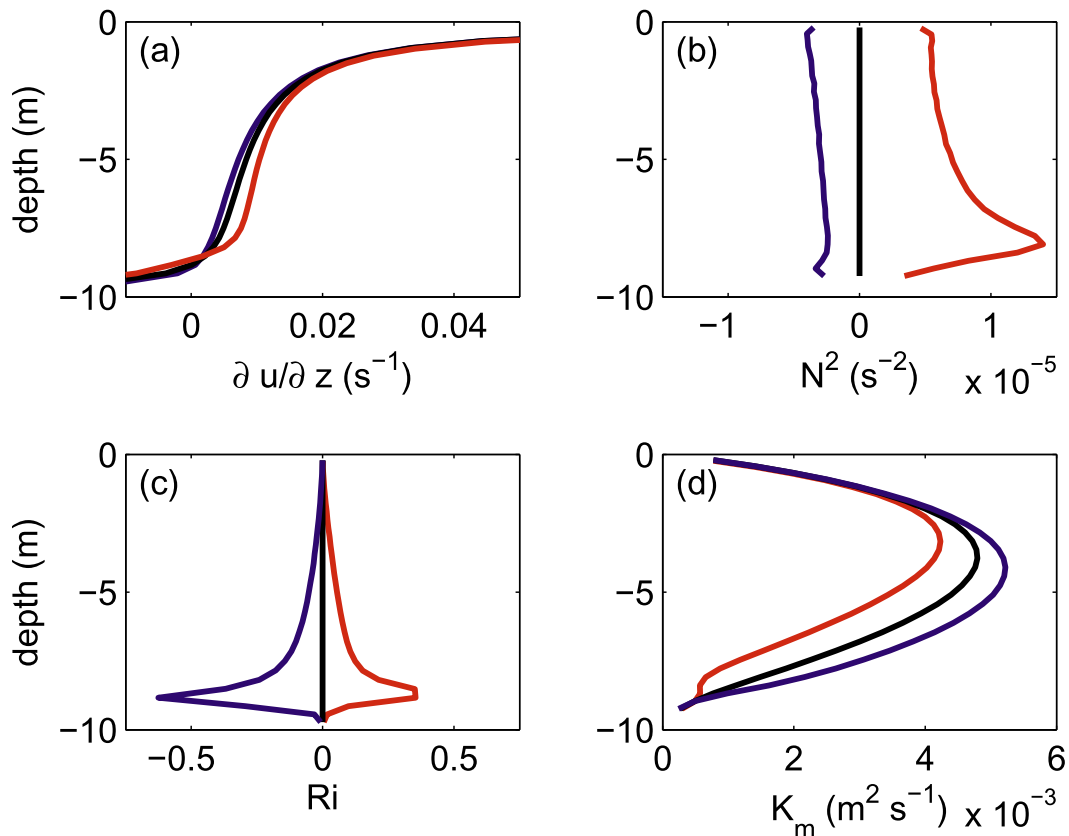 (a)
0
−5
−10
depth (m)
0
0.02
0.04
∂ u/∂ z (s⁻¹)
(b)
0
−5
−10
−1
0
1
N² (s⁻²)
x 10⁻⁵
(c)
0
−5
−10
depth (m)
−0.5
0
0.5
Ri
(d)
0
−5
−10
0
2
4
6
Kₘ (m² s⁻¹)
x 10⁻³